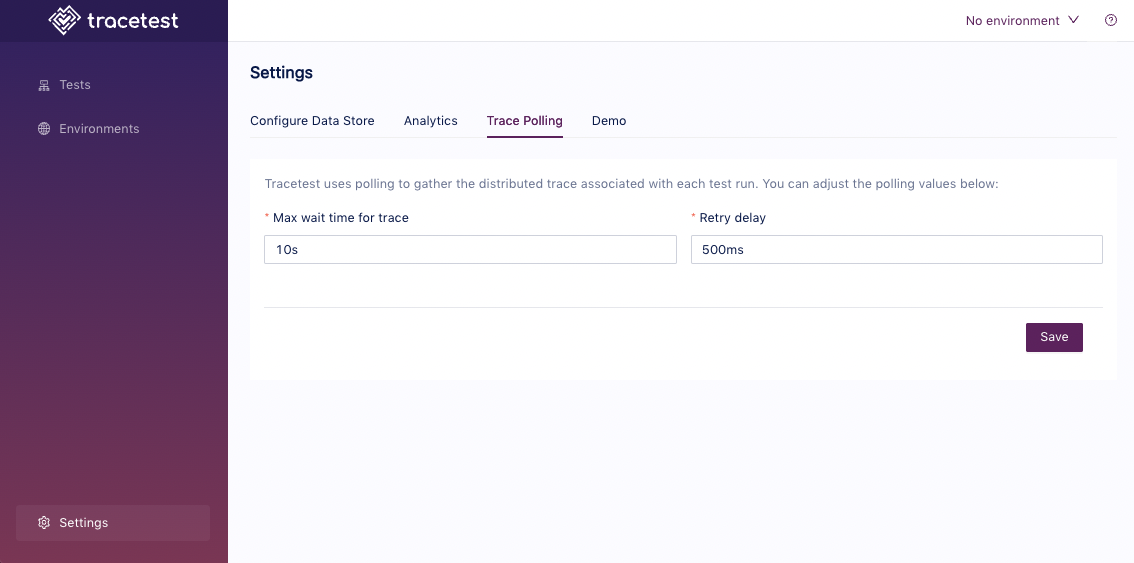 tracetest
No environment
Tests
Environments
Settings
Settings
Configure Data Store Analytics Trace Polling Demo
Tracetest uses polling to gather the distributed trace associated with each test run. You can adjust the polling values below:
* Max wait time for trace
10s
* Retry delay
500ms
Save